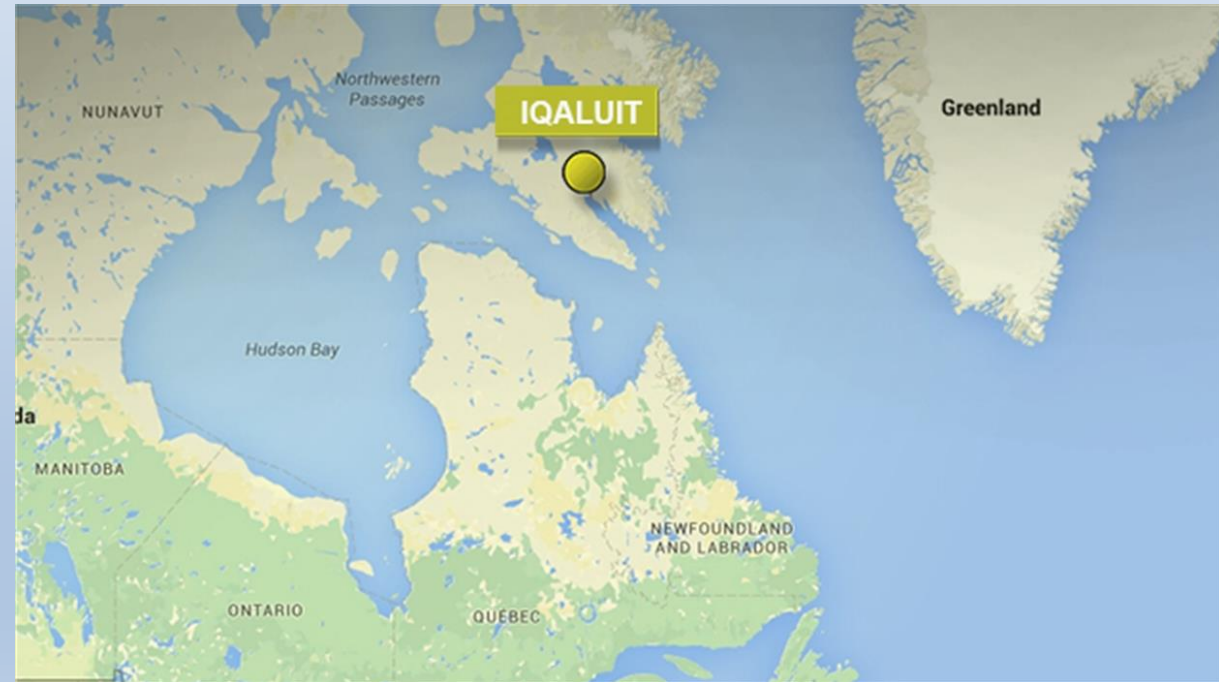 Northwestern
Passages
NUNAVUT
IQALUIT
Greenland
Hudson Bay
da
MANITOBA
NEWFOUNDLAND
AND LABRADOR
ONTARIO
QUÉBEC